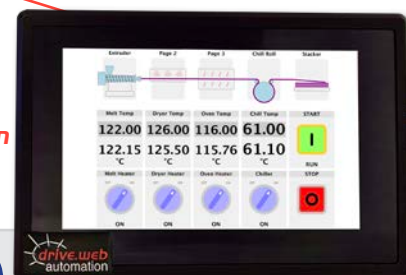 Extruder Page 2 Page 3 Chill Roll Stacker
Melt Temp Dryer Temp Oven Temp Chill Temp START
122.00 126.00 116.00 61.00
122.15 125.50 115.76 61.10
°C °C °C °C RUN
Melt Heater Dryer Heater Oven Heater Chiller STOP
ON ON ON ON
drive.web
automation
n